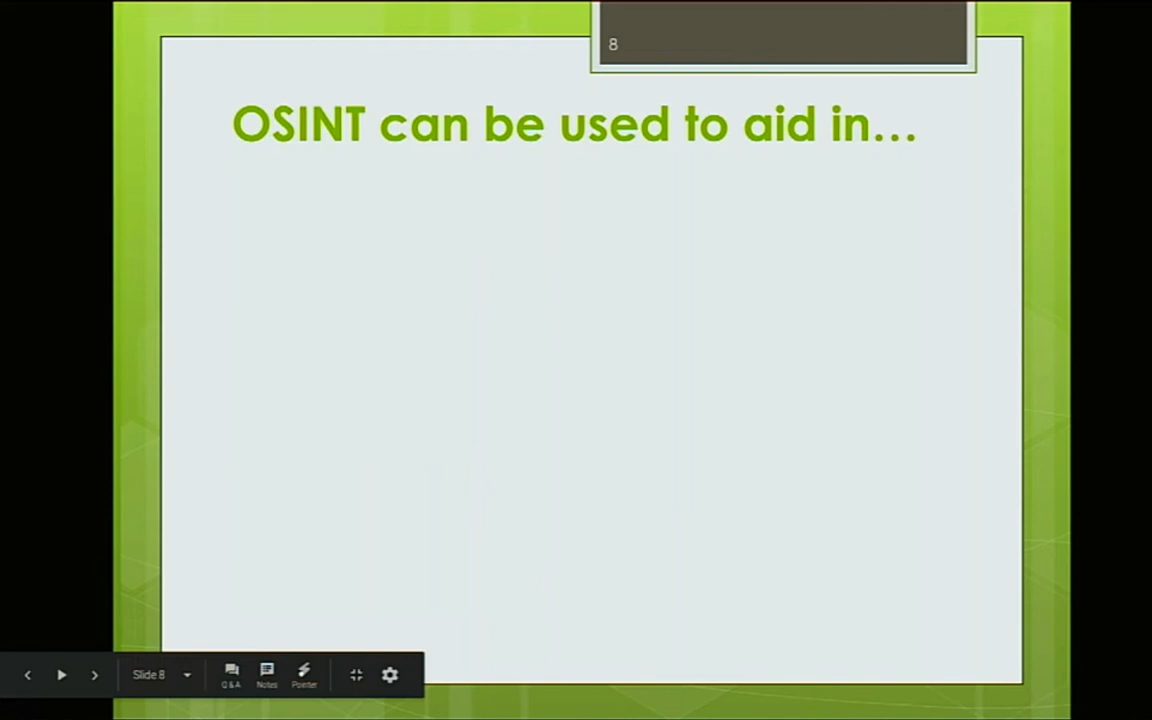 8
OSINT can be used to aid in...
Slide 8
Q&A
Notes
Pointer